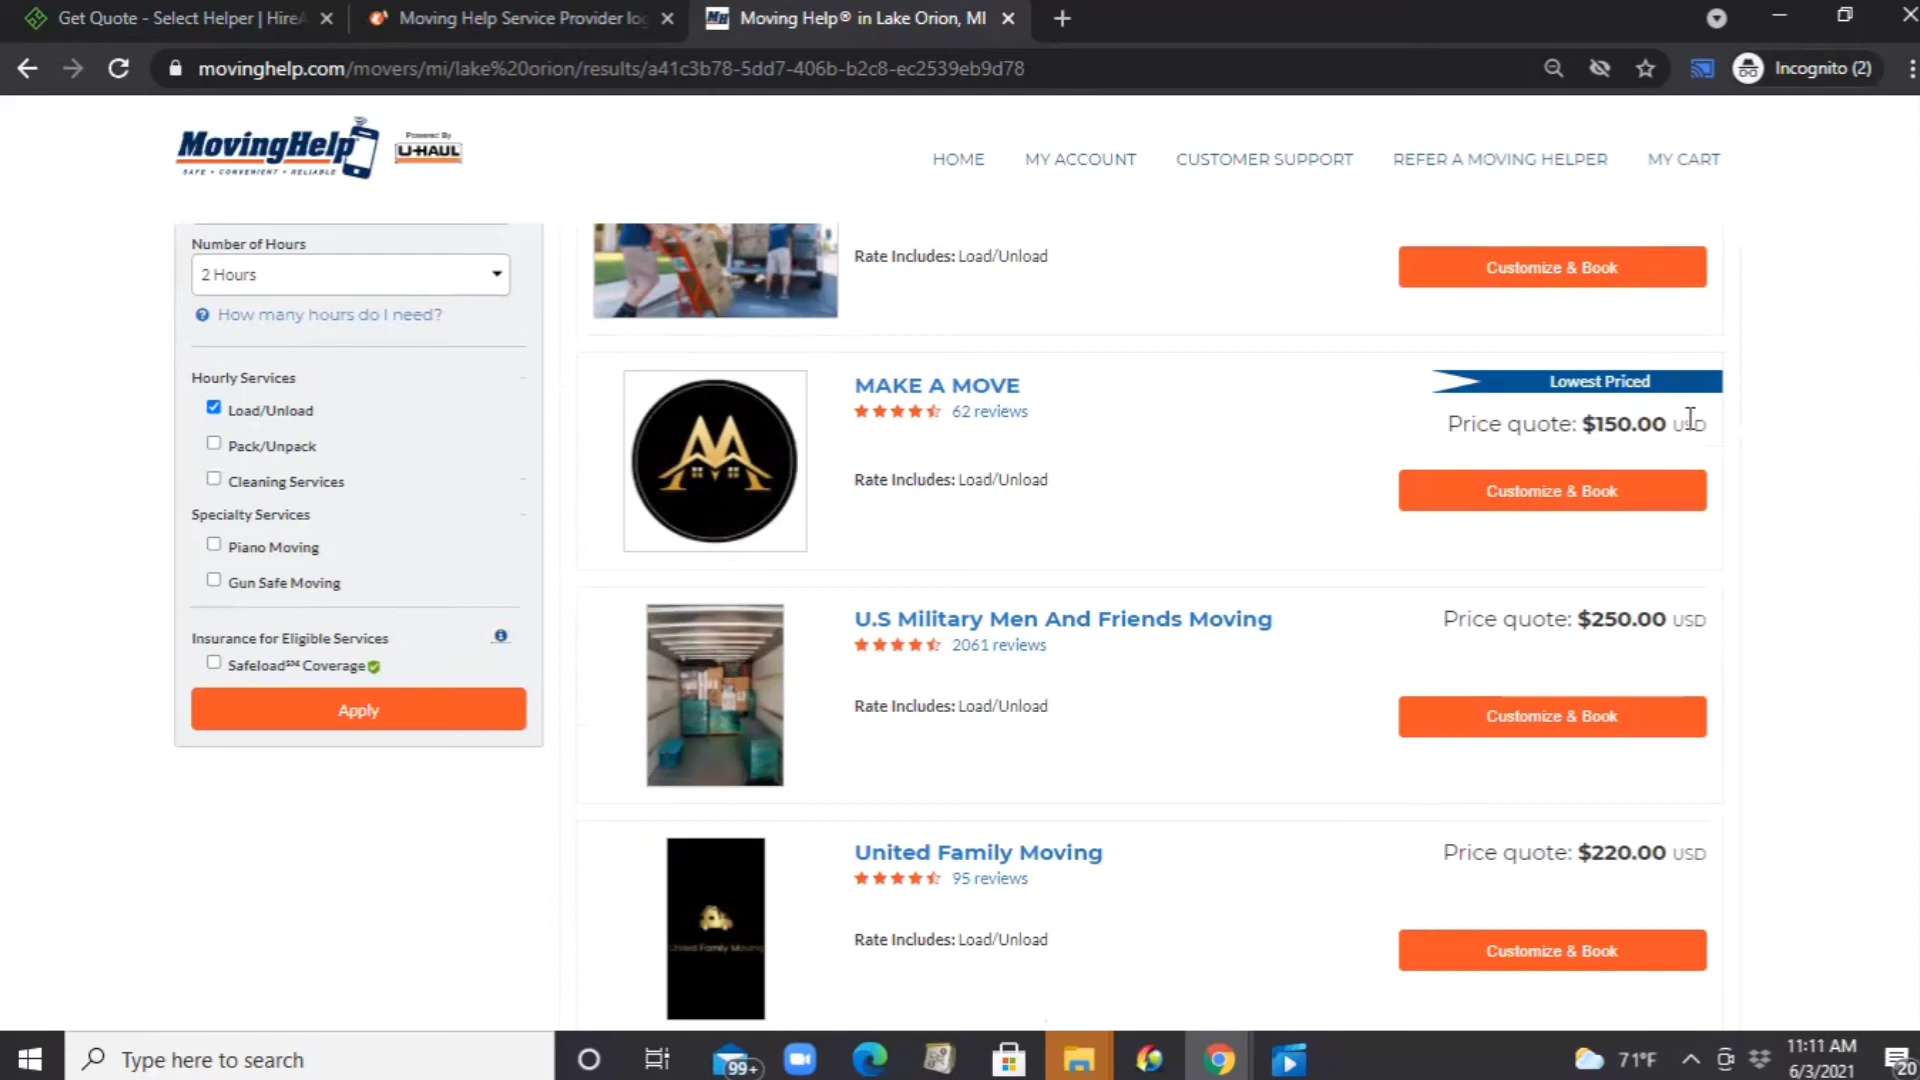 Get Quote - Select Helper | HireA
Moving Help Service Provider log
Moving Help® in Lake Orion, MI
movinghelp.com/movers/mi/lake%20orion/results/a41c3b78-5dd7-406b-b2c8-ec2539eb9d78
Incognito (2)
MovingHelp
SAFE • CONVENIENT • RELIABLE
Powered By
U-HAUL
HOME
MY ACCOUNT
CUSTOMER SUPPORT
REFER A MOVING HELPER
MY CART
Number of Hours
2 Hours
How many hours do I need?
Hourly Services
Load/Unload
Pack/Unpack
Cleaning Services
Specialty Services
Piano Moving
Gun Safe Moving
Insurance for Eligible Services
Safeload℠ Coverage
Apply
Rate Includes: Load/Unload
Customize & Book
MAKE A MOVE
62 reviews
Rate Includes: Load/Unload
Lowest Priced
Price quote: $150.00 USD
Customize & Book
U.S Military Men And Friends Moving
2061 reviews
Rate Includes: Load/Unload
Price quote: $250.00 USD
Customize & Book
United Family Moving
United Family Moving
95 reviews
Rate Includes: Load/Unload
Price quote: $220.00 USD
Customize & Book
Type here to search
99+
71°F
11:11 AM
6/3/2021
20